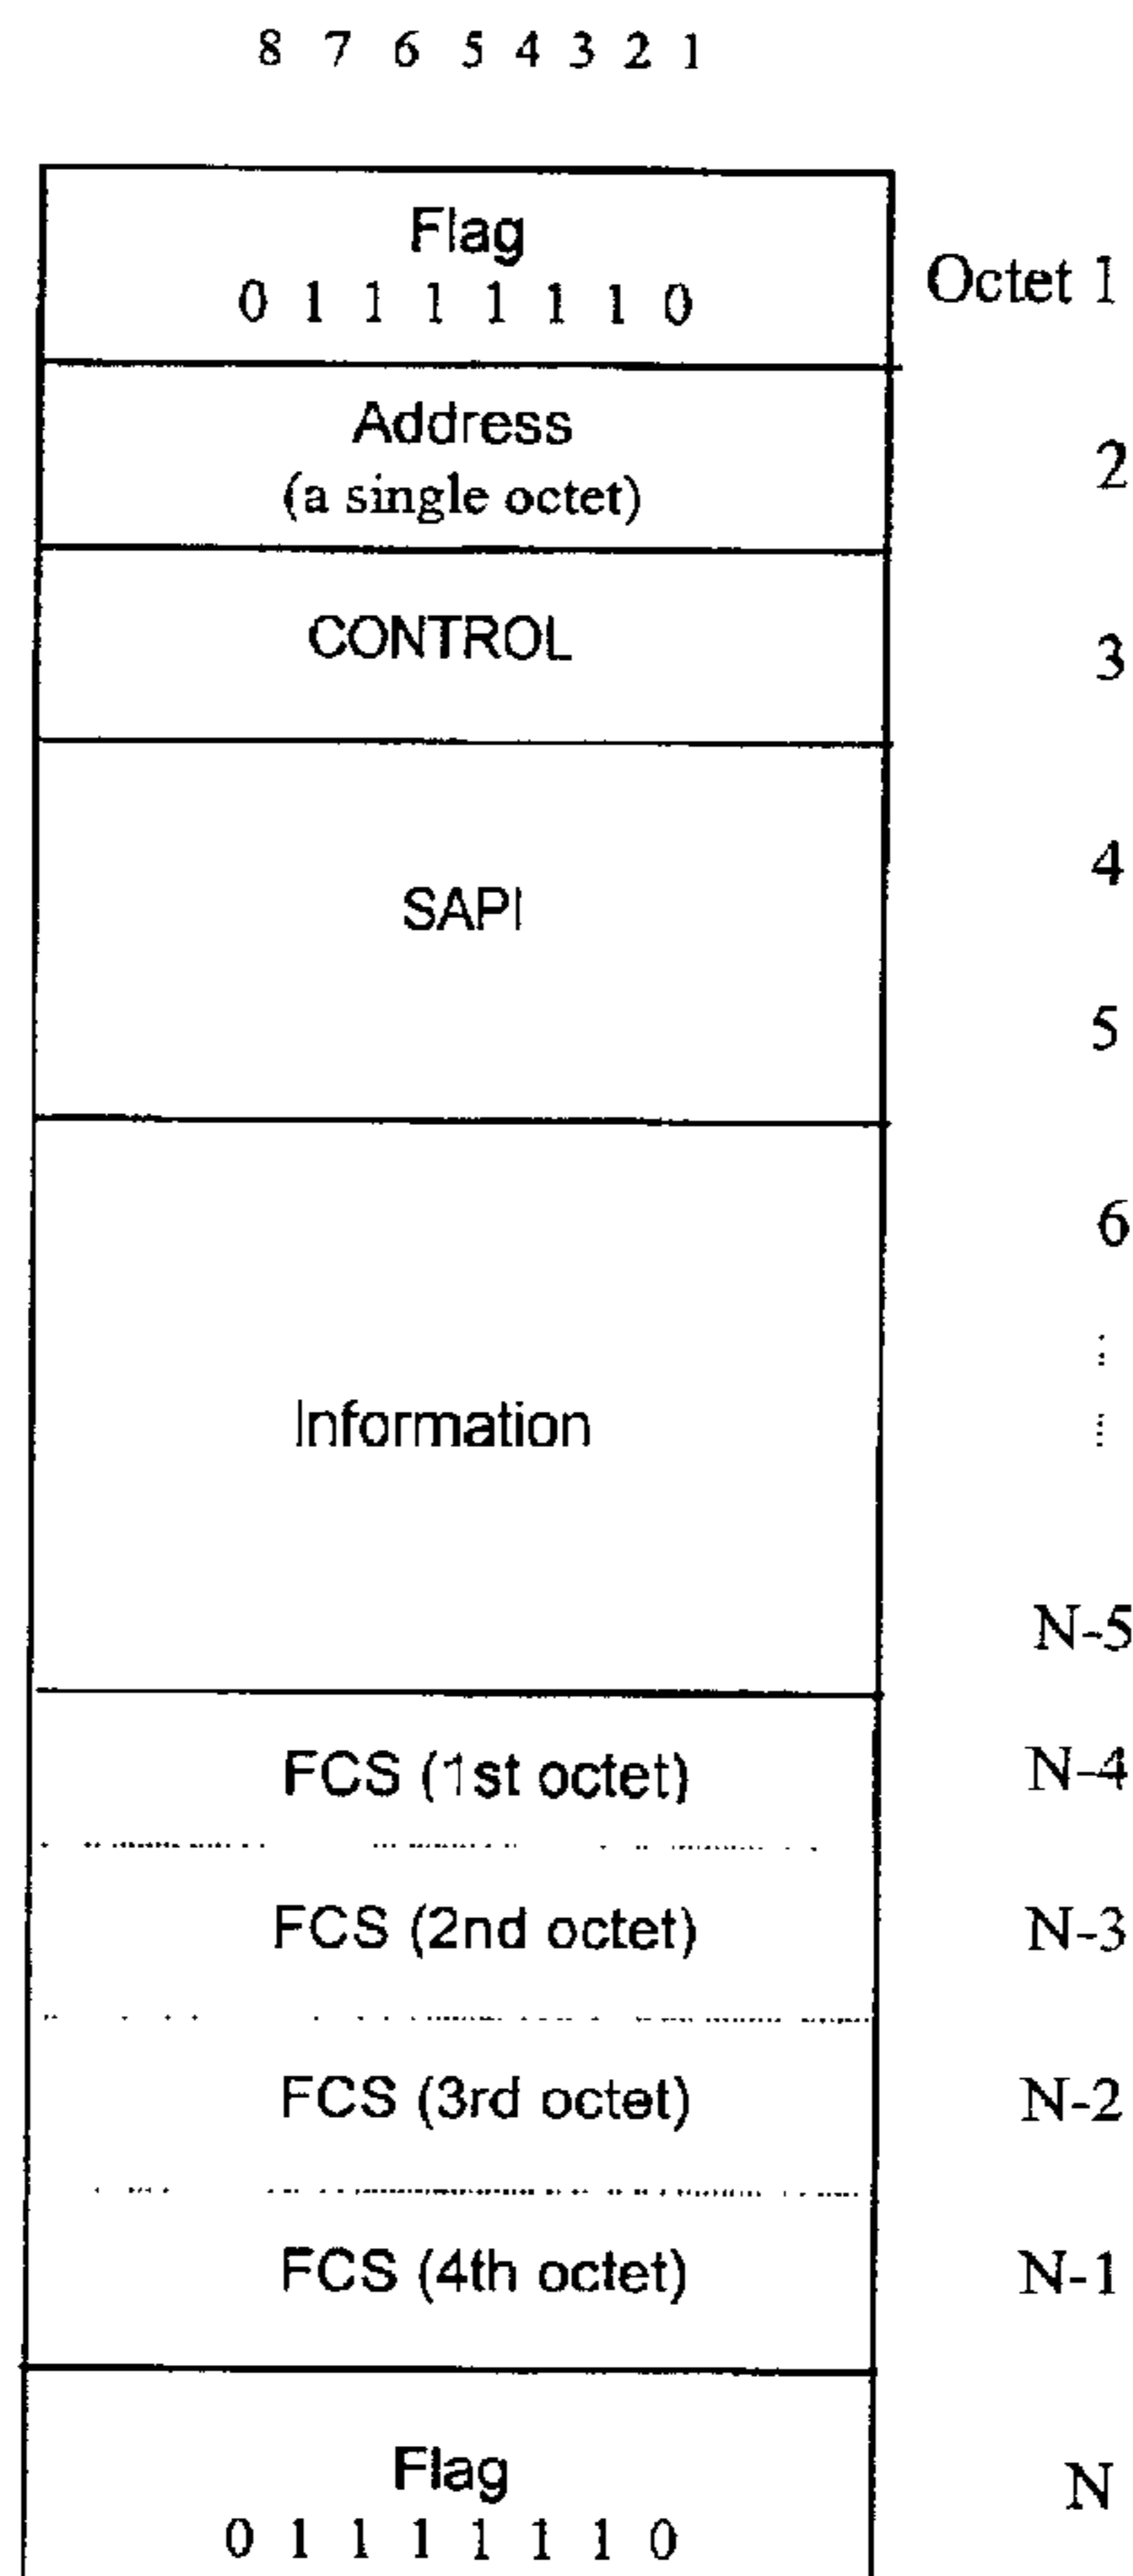 8 7 6 5 4 3 2 1
Flag
0 1 1 1 1 1 1 0
Octet 1
Address
(a single octet)
2
CONTROL
3
SAPI
4
5
6
Information
N-5
FCS (1st octet)
N-4
FCS (2nd octet)
N-3
FCS (3rd octet)
N-2
FCS (4th octet)
N-1
Flag
0 1 1 1 1 1 1 0
N